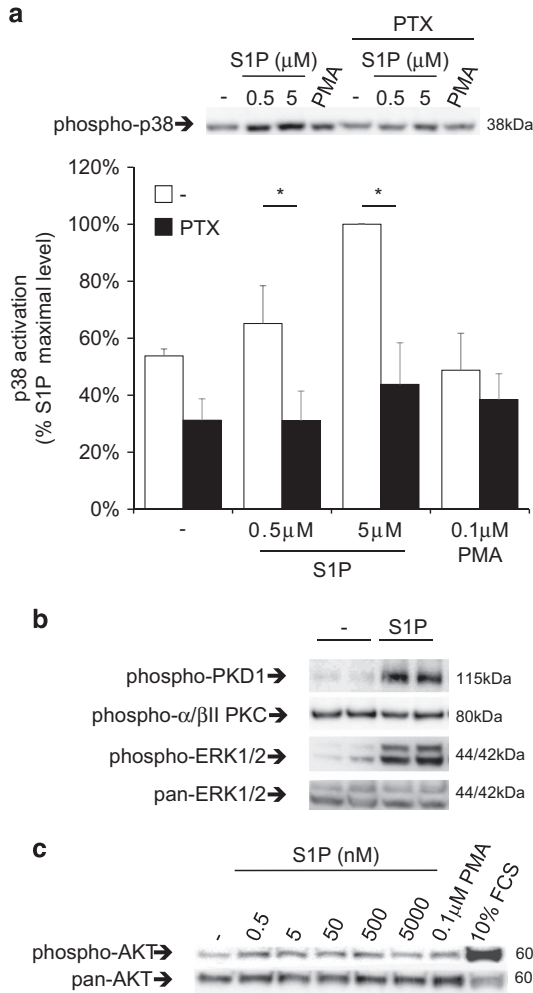 a
PTX
S1P (µM) S1P (µM)
- 0.5 5 PMA - 0.5 5 PMA
phospho-p38➔ 38kDa
120%
100%
80%
60%
40%
20%
0%
p38 activation
(% S1P maximal level)
-
PTX
* *
- 0.5µM 5µM 0.1µM
PMA
S1P
b
- S1P
phospho-PKD1➔ 115kDa
phospho-α/βII PKC➔ 80kDa
phospho-ERK1/2➔ 44/42kDa
pan-ERK1/2➔ 44/42kDa
c
S1P (nM)
- 0.5 5 50 500 5000 0.1µM PMA 10% FCS
phospho-AKT➔ 60
pan-AKT➔ 60